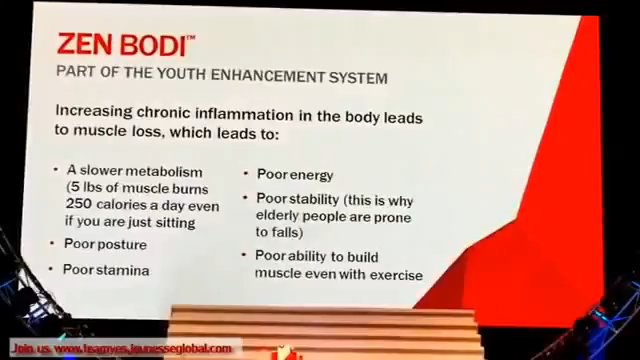 ZEN BODI™
PART OF THE YOUTH ENHANCEMENT SYSTEM
Increasing chronic inflammation in the body leads
to muscle loss, which leads to:
• A slower metabolism
(5 lbs of muscle burns
250 calories a day even
if you are just sitting
• Poor posture
• Poor stamina
• Poor energy
• Poor stability (this is why
elderly people are prone
to falls)
• Poor ability to build
muscle even with exercise
Join us. www.teamyes.jeunesseglobal.com